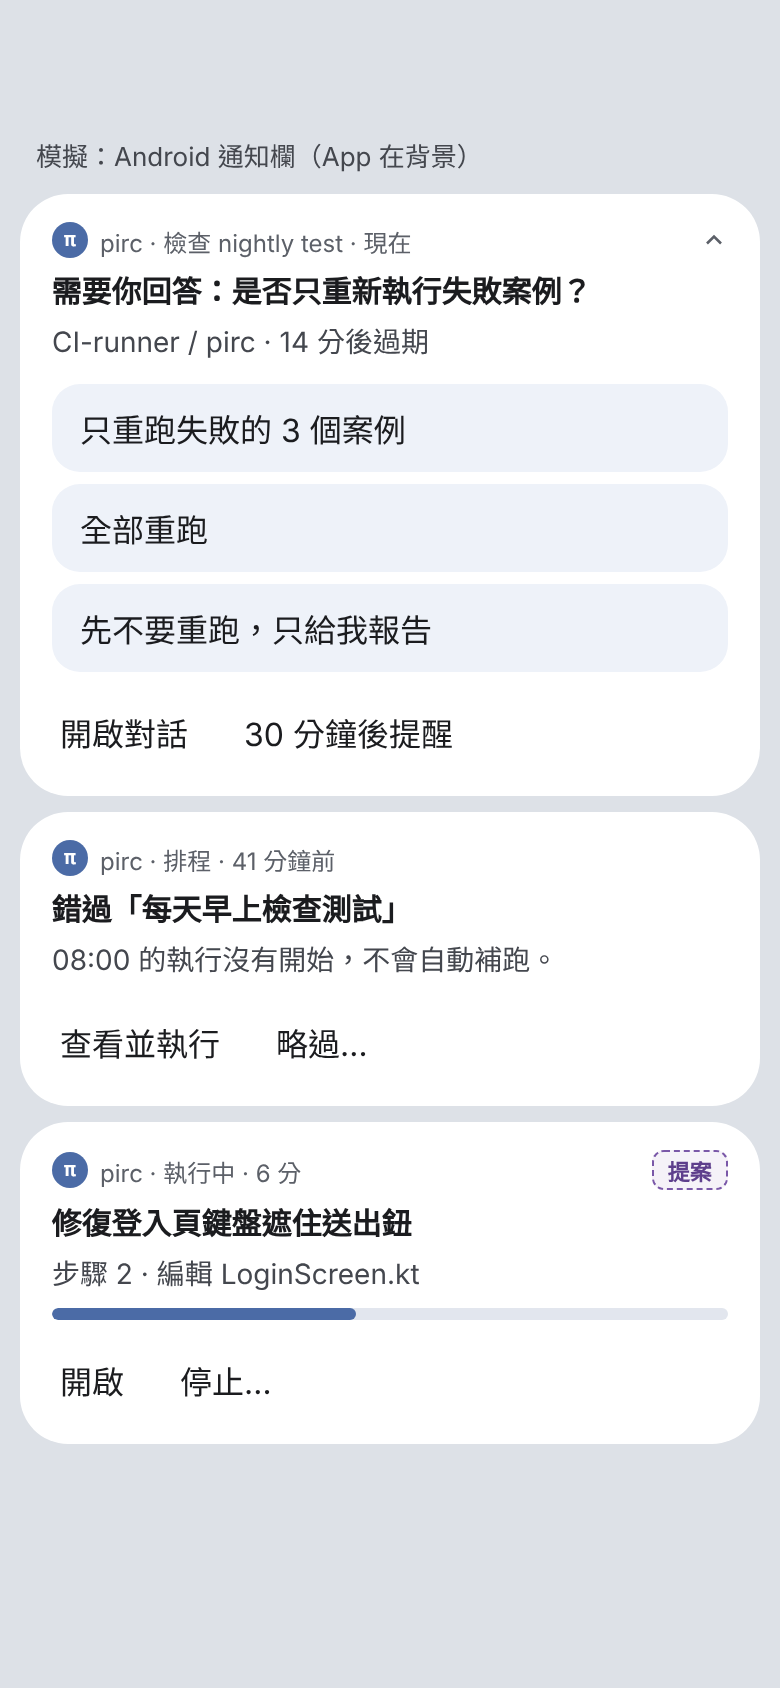 模擬：Android 通知欄（App 在背景）
π pirc · 檢查 nightly test · 現在
需要你回答：是否只重新執行失敗案例？
CI-runner / pirc · 14 分後過期
只重跑失敗的 3 個案例
全部重跑
先不要重跑，只給我報告
開啟對話 30 分鐘後提醒
π pirc · 排程 · 41 分鐘前
錯過「每天早上檢查測試」
08:00 的執行沒有開始，不會自動補跑。
查看並執行 略過...
π pirc · 執行中 · 6 分 提案
修復登入頁鍵盤遮住送出鈕
步驟 2 · 編輯 LoginScreen.kt
開啟 停止...